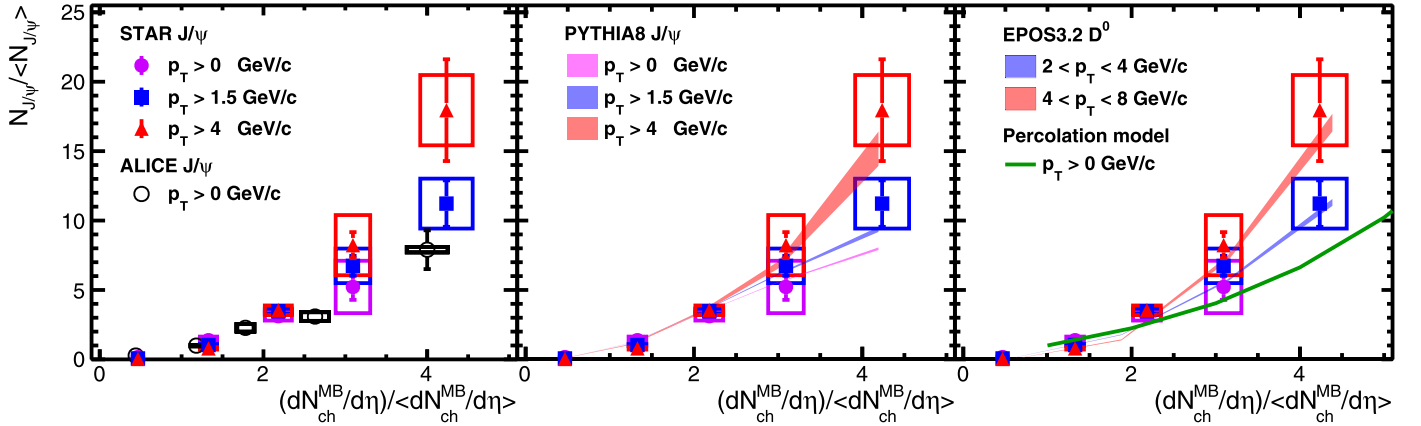 N_J/ψ/<N_J/ψ>
25
20
15
10
5
0
STAR J/ψ
p_T > 0 GeV/c
p_T > 1.5 GeV/c
p_T > 4 GeV/c
ALICE J/ψ
p_T > 0 GeV/c
0 2 4
(dN_ch^MB/dη)/<dN_ch^MB/dη>
PYTHIA8 J/ψ
p_T > 0 GeV/c
p_T > 1.5 GeV/c
p_T > 4 GeV/c
0 2 4
(dN_ch^MB/dη)/<dN_ch^MB/dη>
EPOS3.2 D^0
2 < p_T < 4 GeV/c
4 < p_T < 8 GeV/c
Percolation model
p_T > 0 GeV/c
0 2 4
(dN_ch^MB/dη)/<dN_ch^MB/dη>